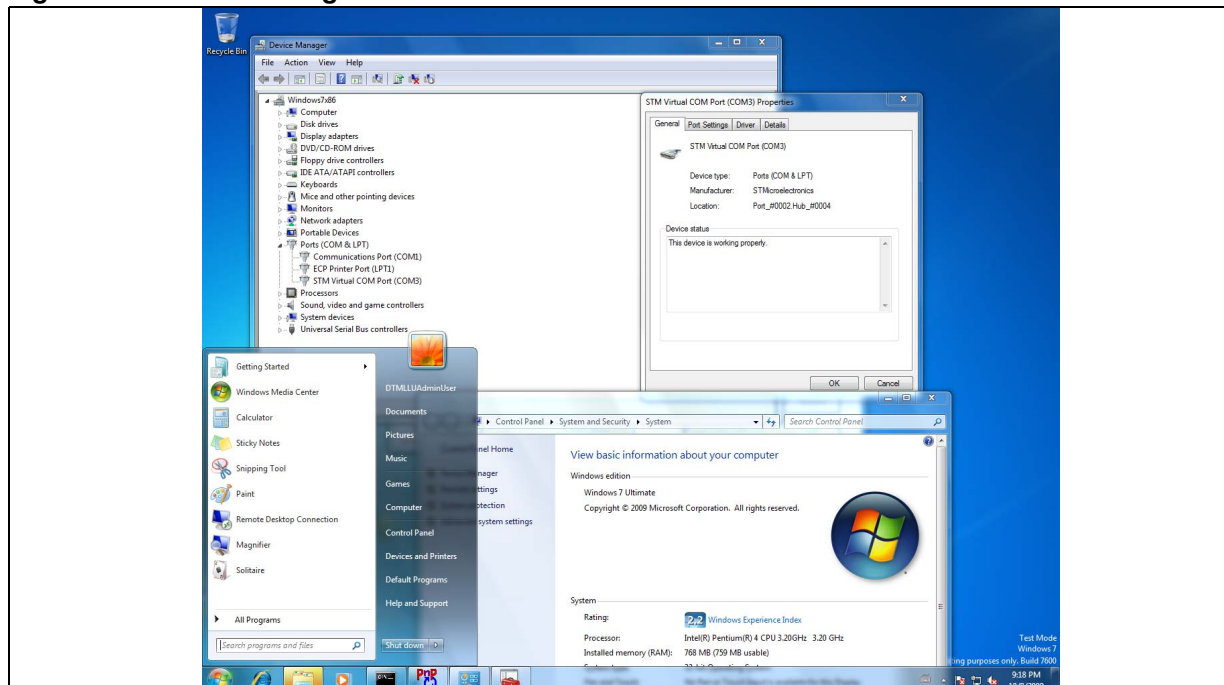 Recycle Bin
Device Manager
File Action View Help
Windows7x86
Computer
Disk drives
Display adapters
DVD/CD-ROM drives
Floppy drive controllers
IDE ATA/ATAPI controllers
Keyboards
Mice and other pointing devices
Monitors
Network adapters
Portable Devices
Ports (COM & LPT)
Communications Port (COM1)
ECP Printer Port (LPT1)
STM Virtual COM Port (COM3)
Processors
Sound, video and game controllers
System devices
Universal Serial Bus controllers
STM Virtual COM Port (COM3) Properties
General Port Settings Driver Details
STM Virtual COM Port (COM3)
Device type: Ports (COM & LPT)
Manufacturer: STMicroelectronics
Location: Port_#0002.Hub_#0004
Device status
This device is working properly.
OK Cancel
Getting Started
Windows Media Center
Calculator
Sticky Notes
Snipping Tool
Paint
Remote Desktop Connection
Magnifier
Solitaire
All Programs
Search programs and files
DTMLLUAdminUser
Documents
Pictures
Music
Games
Computer
Control Panel
Devices and Printers
Default Programs
Help and Support
Shut down
Control Panel System and Security System
Search Control Panel
nel Home
nager
ttings
otection
system settings
View basic information about your computer
Windows edition
Windows 7 Ultimate
Copyright © 2009 Microsoft Corporation. All rights reserved.
System
Rating: 2,2 Windows Experience Index
Processor: Intel(R) Pentium(R) 4 CPU 3.20GHz 3.20 GHz
Installed memory (RAM): 768 MB (759 MB usable)
Test Mode
Windows 7
ting purposes only. Build 7600
PnP
9:18 PM